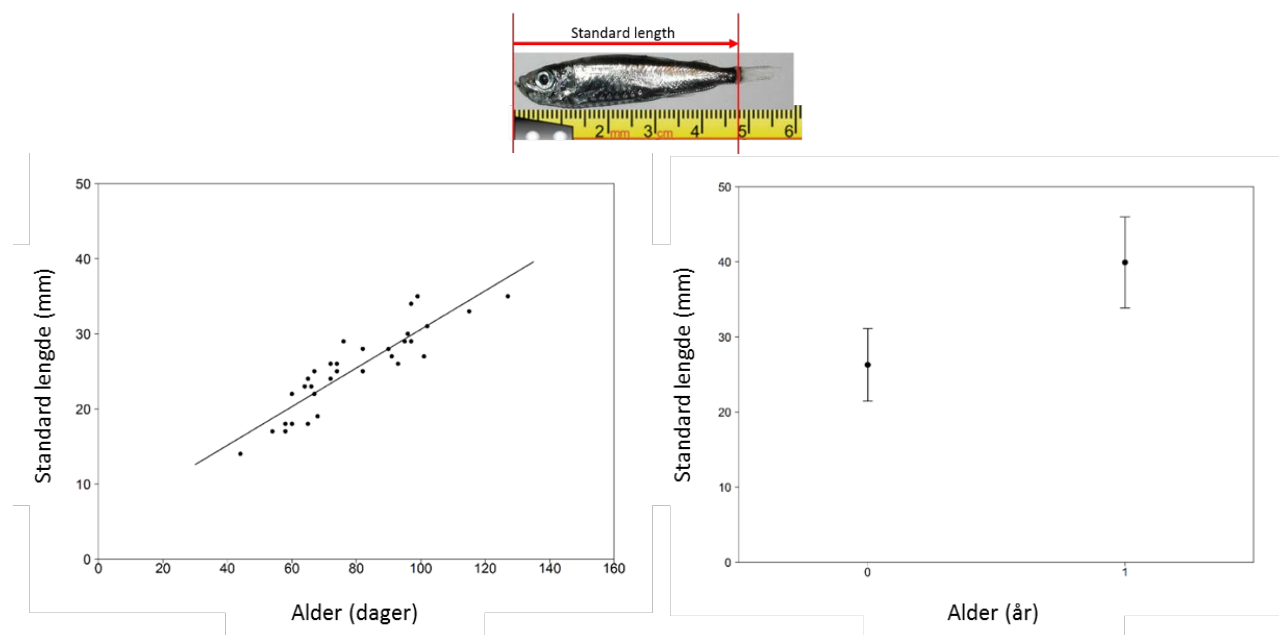 Standard length
2 mm 3 cm 4 5 6
50
40
30
20
10
0
0 20 40 60 80 100 120 140 160
Standard lengde (mm)
Alder (dager)
50
40
30
20
10
0
0 1
Standard lengde (mm)
Alder (år)